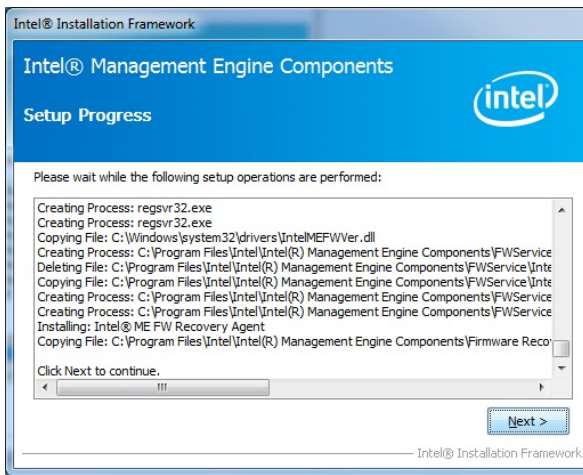 Intel® Installation Framework
Intel® Management Engine Components
intel
Setup Progress
Please wait while the following setup operations are performed:
Creating Process: regsvr32.exe
Creating Process: regsvr32.exe
Copying File: C:\Windows\system32\drivers\IntelMEFWVer.dll
Creating Process: C:\Program Files\Intel\Intel(R) Management Engine Components\FWService
Deleting File: C:\Program Files\Intel\Intel(R) Management Engine Components\FWService\Inte
Copying File: C:\Program Files\Intel\Intel(R) Management Engine Components\FWService\Inte
Creating Process: C:\Program Files\Intel\Intel(R) Management Engine Components\FWService
Creating Process: C:\Program Files\Intel\Intel(R) Management Engine Components\FWService
Installing: Intel® ME FW Recovery Agent
Copying File: C:\Program Files\Intel\Intel(R) Management Engine Components\Firmware Reco
Click Next to continue.
Next >
Intel® Installation Framework